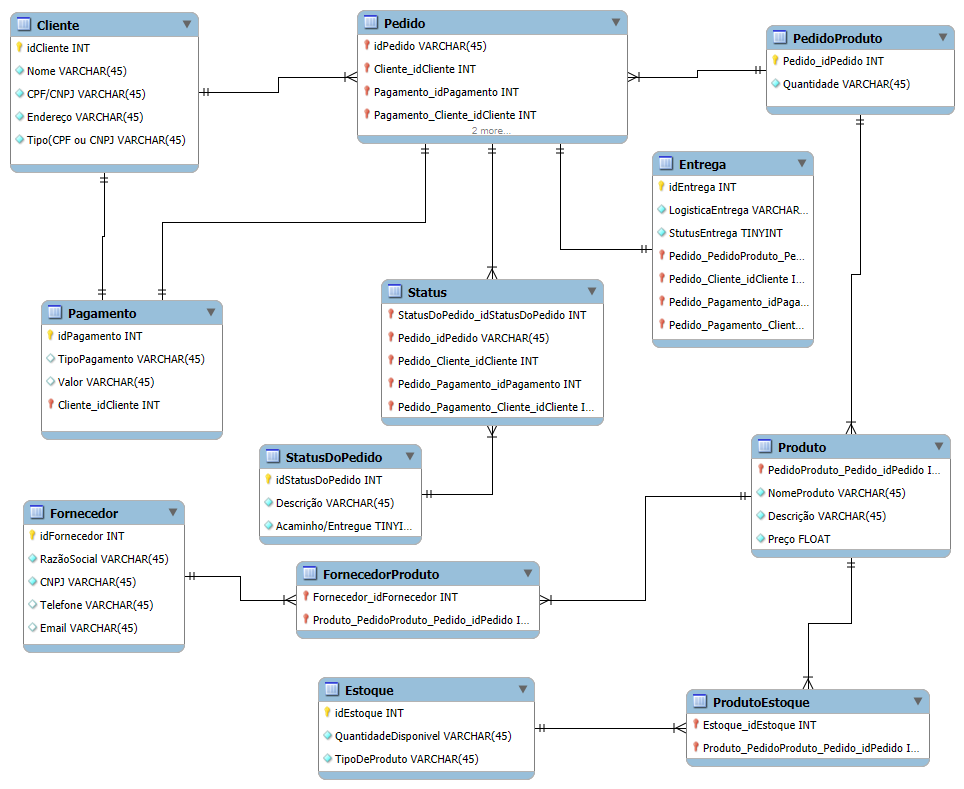 Cliente
idCliente INT
Nome VARCHAR(45)
CPF/CNPJ VARCHAR(45)
Endereço VARCHAR(45)
Tipo(CPF ou CNPJ VARCHAR(45)
Pedido
idPedido VARCHAR(45)
Cliente_idCliente INT
Pagamento_idPagamento INT
Pagamento_Cliente_idCliente INT
2 more...
PedidoProduto
Pedido_idPedido INT
Quantidade VARCHAR(45)
Entrega
idEntrega INT
LogisticaEntrega VARCHAR...
StutusEntrega TINYINT
Pedido_PedidoProduto_Pe...
Pedido_Cliente_idCliente I...
Pedido_Pagamento_idPaga...
Pedido_Pagamento_Client...
Pagamento
idPagamento INT
TipoPagamento VARCHAR(45)
Valor VARCHAR(45)
Cliente_idCliente INT
Status
StatusDoPedido_idStatusDoPedido INT
Pedido_idPedido VARCHAR(45)
Pedido_Cliente_idCliente INT
Pedido_Pagamento_idPagamento INT
Pedido_Pagamento_Cliente_idCliente I...
StatusDoPedido
idStatusDoPedido INT
Descrição VARCHAR(45)
Acaminho/Entregue TINYI...
Produto
PedidoProduto_Pedido_idPedido I...
NomeProduto VARCHAR(45)
Descrição VARCHAR(45)
Preço FLOAT
Fornecedor
idFornecedor INT
RazãoSocial VARCHAR(45)
CNPJ VARCHAR(45)
Telefone VARCHAR(45)
Email VARCHAR(45)
FornecedorProduto
Fornecedor_idFornecedor INT
Produto_PedidoProduto_Pedido_idPedido I...
Estoque
idEstoque INT
QuantidadeDisponivel VARCHAR(45)
TipoDeProduto VARCHAR(45)
ProdutoEstoque
Estoque_idEstoque INT
Produto_PedidoProduto_Pedido_idPedido I...